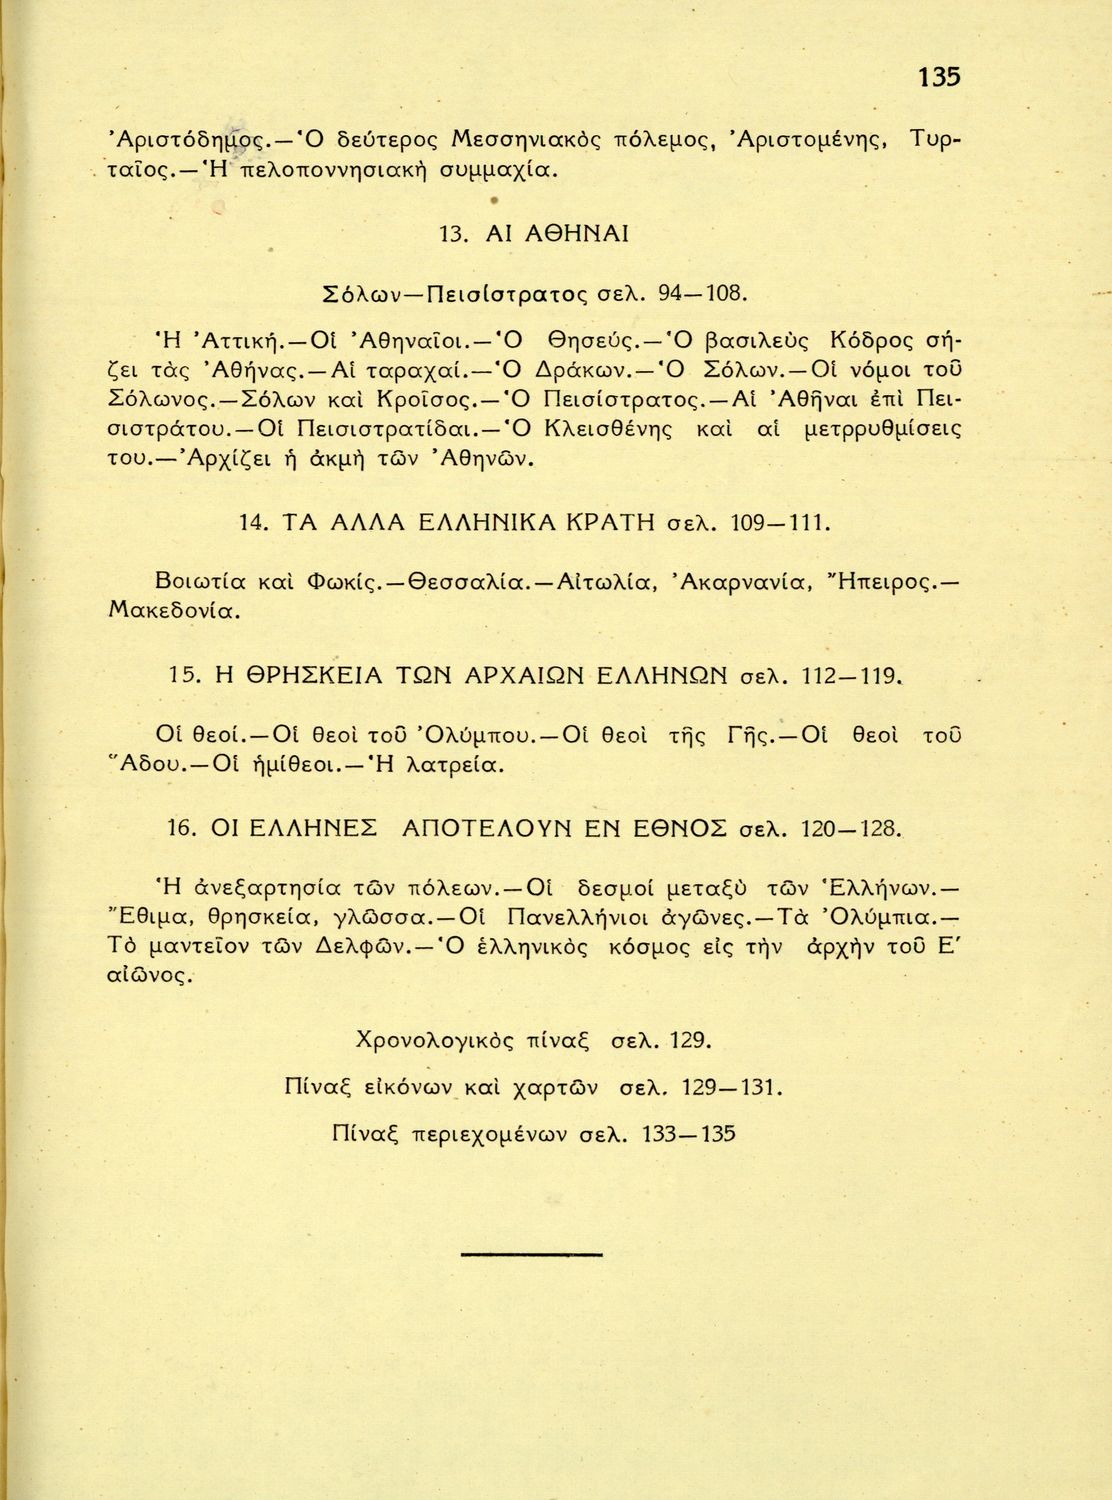 135
Ἀριστόδημος.—Ὁ δεύτερος Μεσσηνιακὸς πόλεμος, Ἀριστομένης, Τυρ-
ταῖος.—Ἡ πελοποννησιακὴ συμμαχία.
13. ΑΙ ΑΘΗΝΑΙ
Σόλων—Πεισίστρατος σελ. 94—108.
Ἡ Ἀττική.—Οἱ Ἀθηναῖοι.—Ὁ Θησεύς.—Ὁ βασιλεὺς Κόδρος σή-
ζει τὰς Ἀθήνας.—Αἱ ταραχαί.—Ὁ Δράκων.—Ὁ Σόλων.—Οἱ νόμοι τοῦ
Σόλωνος.—Σόλων καὶ Κροῖσος.—Ὁ Πεισίστρατος.—Αἱ Ἀθῆναι ἐπὶ Πει-
σιστράτου.—Οἱ Πεισιστρατίδαι.—Ὁ Κλεισθένης καὶ αἱ μετρρυθμίσεις
του.—Ἀρχίζει ἡ ἀκμὴ τῶν Ἀθηνῶν.
14. ΤΑ ΑΛΛΑ ΕΛΛΗΝΙΚΑ ΚΡΑΤΗ σελ. 109—111.
Βοιωτία καὶ Φωκίς.—Θεσσαλία.—Αἰτωλία, Ἀκαρνανία, Ἤπειρος.—
Μακεδονία.
15. Η ΘΡΗΣΚΕΙΑ ΤΩΝ ΑΡΧΑΙΩΝ ΕΛΛΗΝΩΝ σελ. 112—119.
Οἱ θεοί.—Οἱ θεοὶ τοῦ Ὀλύμπου.—Οἱ θεοὶ τῆς Γῆς.—Οἱ θεοὶ τοῦ
Ἅδου.—Οἱ ἡμίθεοι.—Ἡ λατρεία.
16. ΟΙ ΕΛΛΗΝΕΣ ΑΠΟΤΕΛΟΥΝ ΕΝ ΕΘΝΟΣ σελ. 120—128.
Ἡ ἀνεξαρτησία τῶν πόλεων.—Οἱ δεσμοί μεταξὺ τῶν Ἑλλήνων.—
Ἔθιμα, θρησκεία, γλῶσσα.—Οἱ Πανελλήνιοι ἀγῶνες.—Τὰ Ὀλύμπια.—
Τὸ μαντεῖον τῶν Δελφῶν.—Ὁ ἑλληνικὸς κόσμος εἰς τὴν ἀρχὴν τοῦ Ε΄
αἰῶνος.
Χρονολογικὸς πίναξ σελ. 129.
Πίναξ εἰκόνων καὶ χαρτῶν σελ. 129—131.
Πίναξ περιεχομένων σελ. 133—135